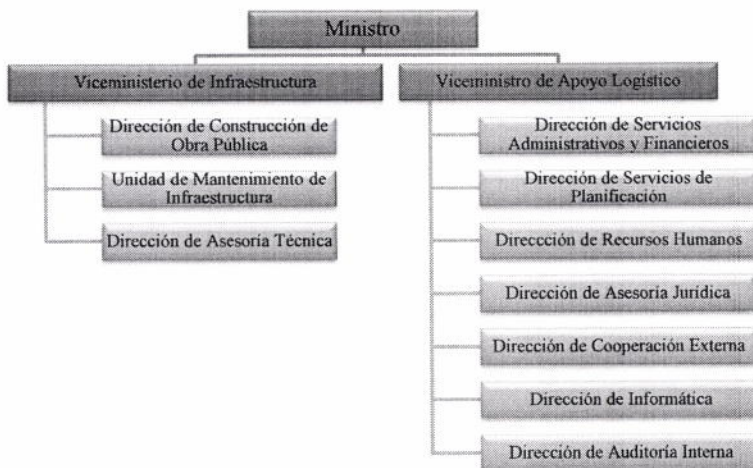 Ministro
Viceministerio de Infraestructura
Dirección de Construcción de
Obra Pública
Unidad de Mantenimiento de
Infraestructura
Dirección de Asesoría Técnica
Viceministro de Apoyo Logístico
Dirección de Servicios
Administrativos y Financieros
Dirección de Servicios de
Planificación
Direccción de Recursos Humanos
Dirección de Asesoría Jurídica
Dirección de Cooperación Externa
Dirección de Informática
Dirección de Auditoría Interna